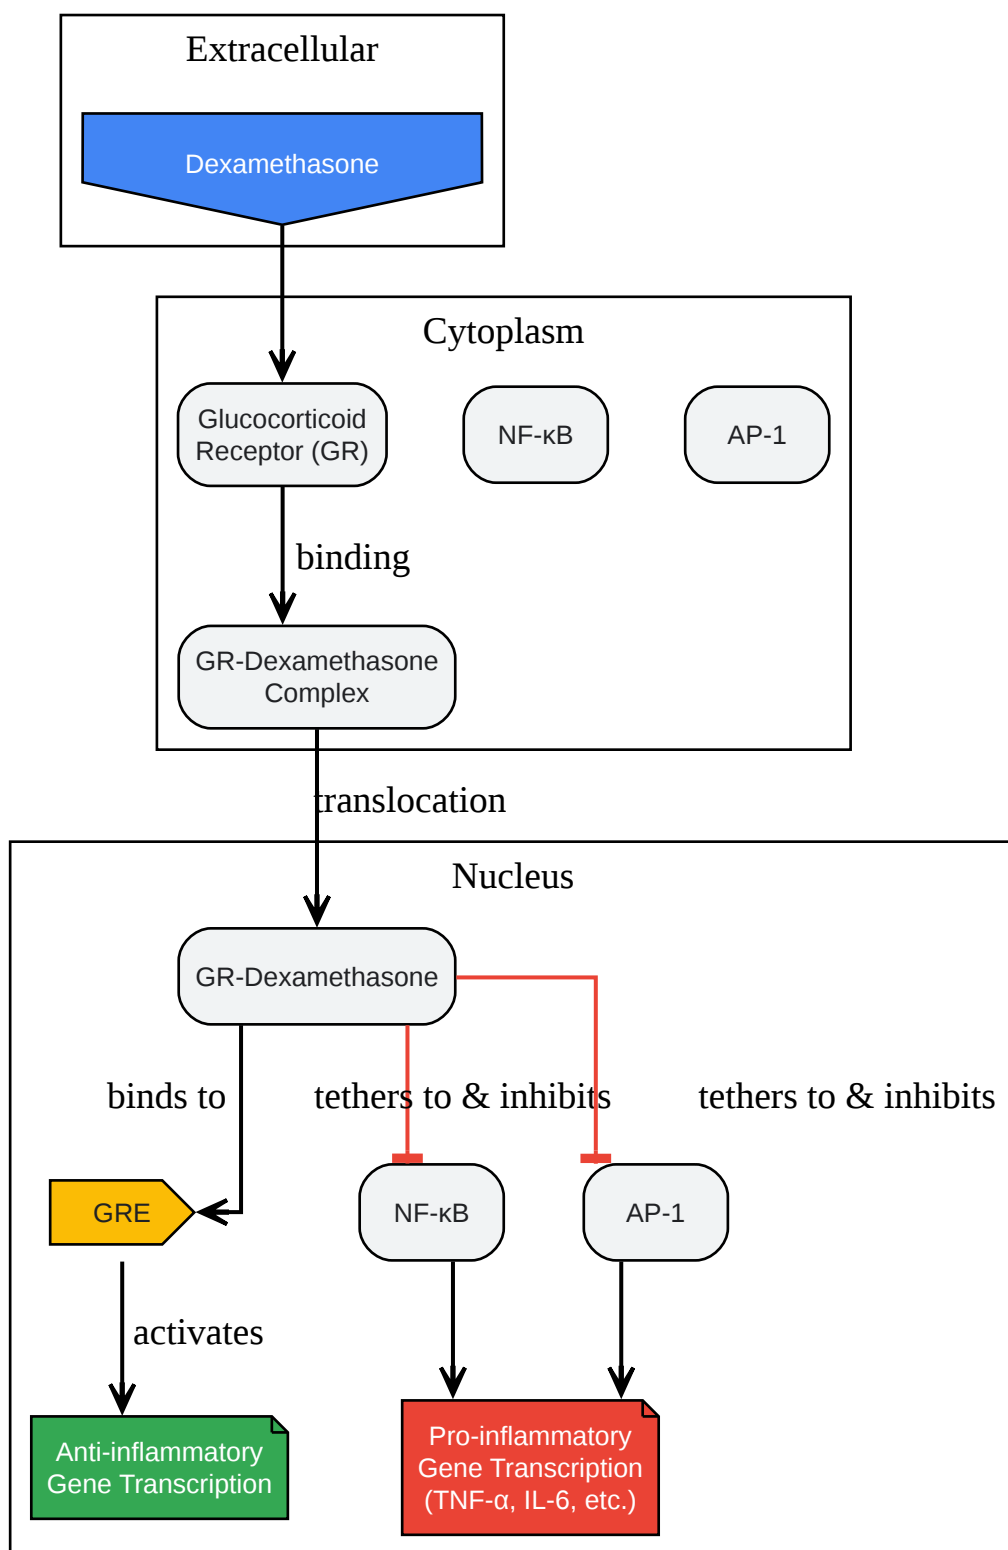 Extracellular
Dexamethasone
Cytoplasm
Glucocorticoid
Receptor (GR)
NF-κB
AP-1
binding
GR-Dexamethasone
Complex
translocation
Nucleus
GR-Dexamethasone
binds to
tethers to & inhibits
tethers to & inhibits
GRE
NF-κB
AP-1
activates
Anti-inflammatory
Gene Transcription
Pro-inflammatory
Gene Transcription
(TNF-α, IL-6, etc.)